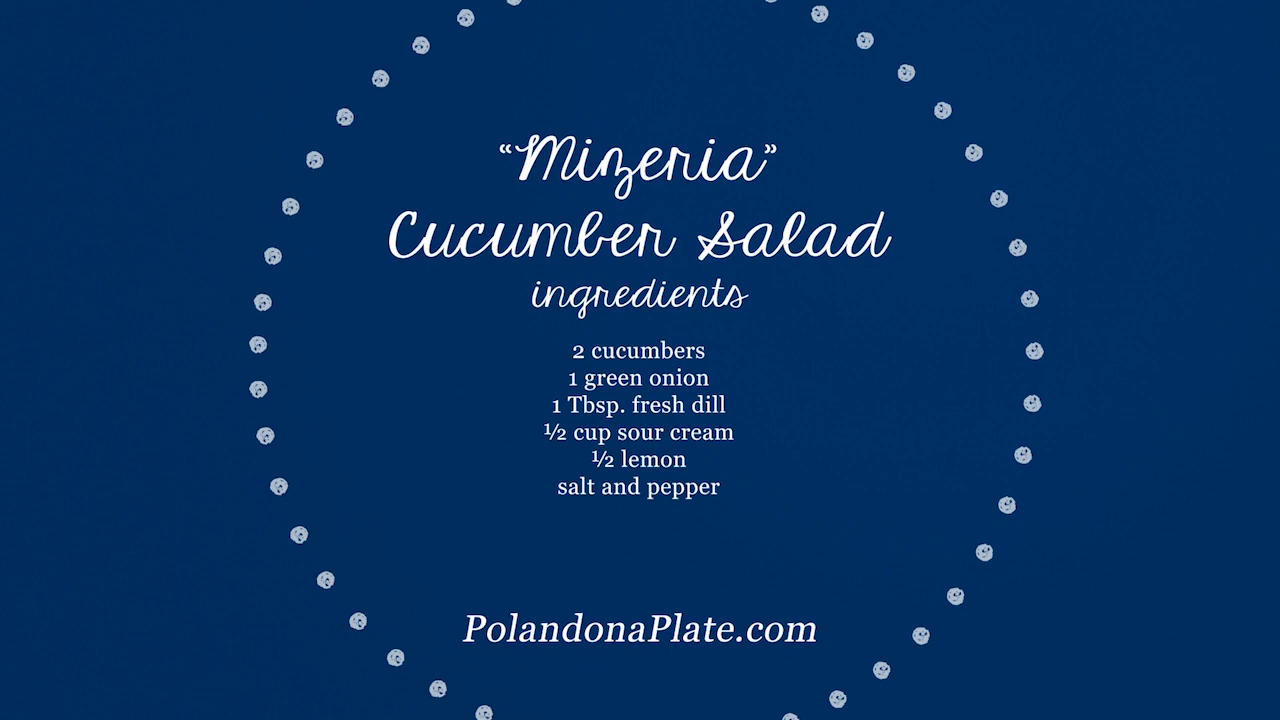 “Mizeria”
Cucumber Salad
ingredients
2 cucumbers
1 green onion
1 Tbsp. fresh dill
½ cup sour cream
½ lemon
salt and pepper
PolandonaPlate.com